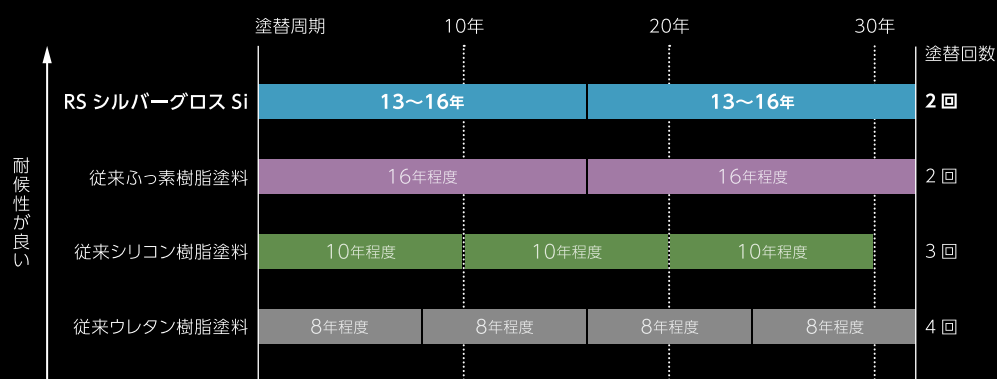 塗替周期 10年 20年 30年
塗替回数
耐候性が良い
RS シルバーグロス Si 13〜16年 13〜16年 2回
従来ふっ素樹脂塗料 16年程度 16年程度 2回
従来シリコン樹脂塗料 10年程度 10年程度 10年程度 3回
従来ウレタン樹脂塗料 8年程度 8年程度 8年程度 8年程度 4回